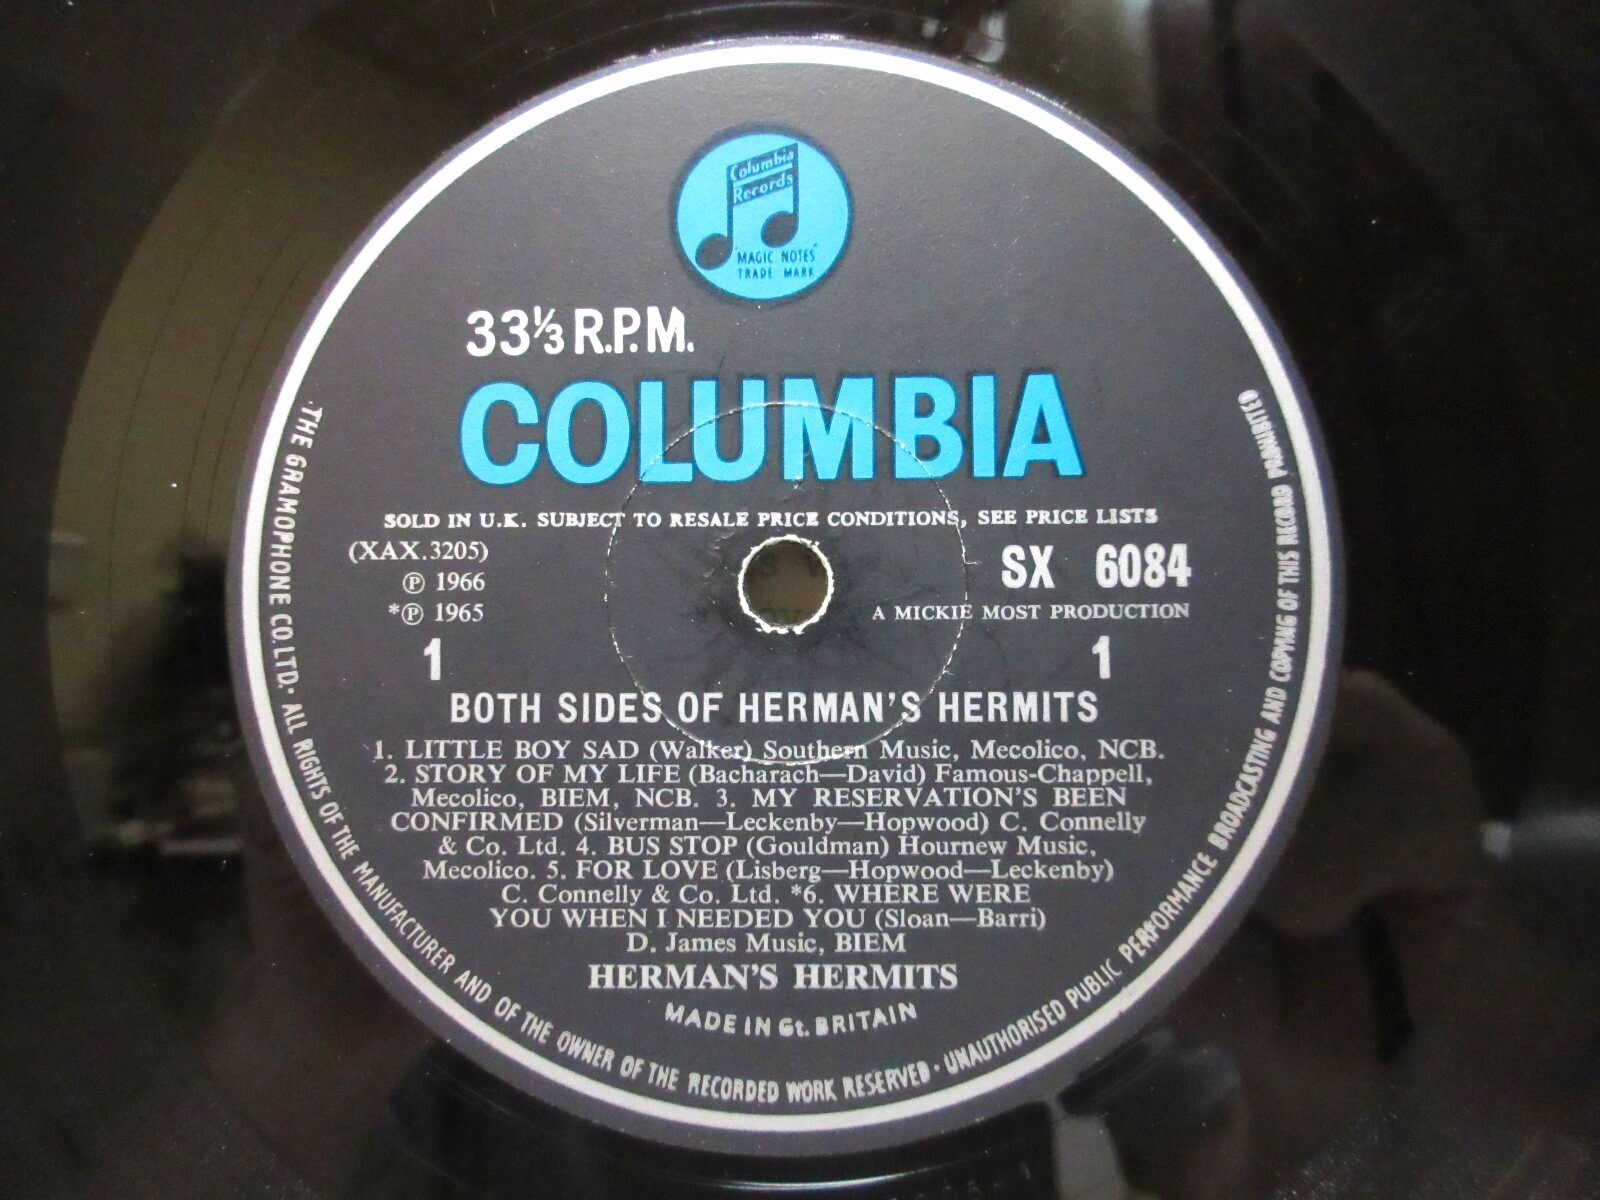 Columbia
Records
"MAGIC NOTES"
TRADE MARK
33⅓ R.P.M.
COLUMBIA
SOLD IN U.K. SUBJECT TO RESALE PRICE CONDITIONS, SEE PRICE LISTS
(XAX.3205)
℗ 1966
*℗ 1965
SX 6084
A MICKIE MOST PRODUCTION
1
1
BOTH SIDES OF HERMAN'S HERMITS
1. LITTLE BOY SAD (Walker) Southern Music, Mecolico, NCB.
2. STORY OF MY LIFE (Bacharach—David) Famous-Chappell,
Mecolico, BIEM, NCB. 3. MY RESERVATION'S BEEN
CONFIRMED (Silverman—Leckenby—Hopwood) C. Connelly
& Co. Ltd. 4. BUS STOP (Gouldman) Hournew Music,
Mecolico. 5. FOR LOVE (Lisberg—Hopwood—Leckenby)
C. Connelly & Co. Ltd. *6. WHERE WERE
YOU WHEN I NEEDED YOU (Sloan—Barri)
D. James Music, BIEM
HERMAN'S HERMITS
MADE IN Gt. BRITAIN
·THE GRAMOPHONE CO. LTD.· ALL RIGHTS OF THE MANUFACTURER AND OF THE OWNER OF THE RECORDED WORK RESERVED · UNAUTHORISED PUBLIC PERFORMANCE BROADCASTING AND COPYING OF THIS RECORD PROHIBITED